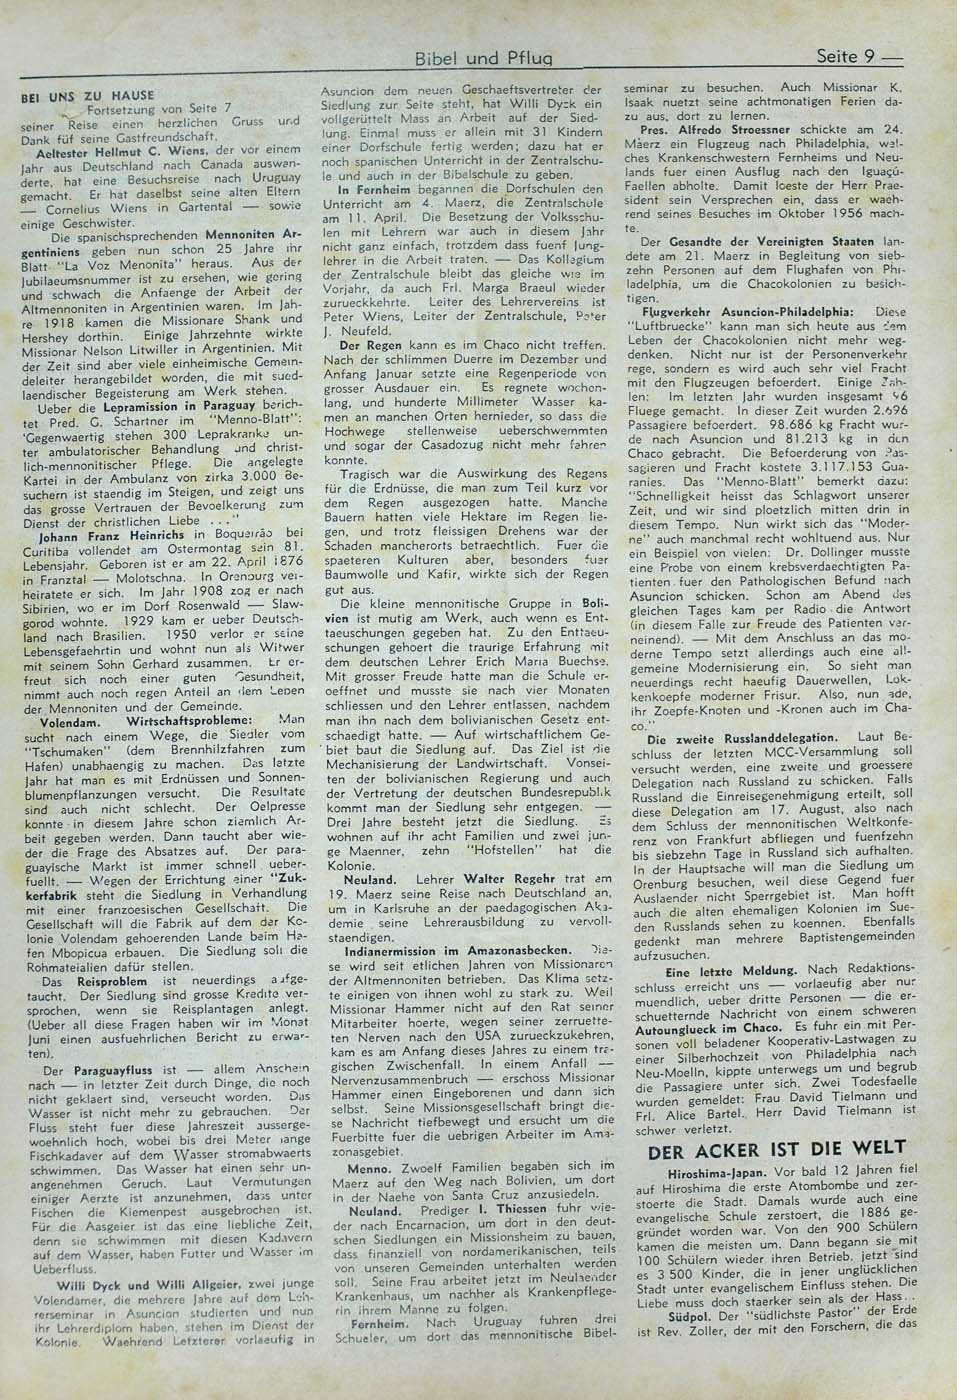 Bibel und Pflug
Seite 9 —
BEI UNS ZU HAUSE
Fortsetzung von Seite 7
seiner Reise einen herzlichen Gruss und
Dank füf seine Gastfreundschaft.
Aeltester Hellmut C. Wiens, der vor einem
Jahr aus Deutschland nach Canada auswan-
derte, hat eine Besuchsreise nach Uruguay
gemacht. Er hat daselbst seine alten Eltern
— Cornelius Wiens in Gartental — sowie
einige Geschwister.
Die spanischsprechenden Mennoniten Ar-
gentiniens geben nun schon 25 Jahre ihr
Blatt "La Voz Menonita" heraus. Aus der
Jubilaeumsnummer ist zu ersehen, wie gering
und schwach die Anfaenge der Arbeit der
Altmennoniten in Argentinien waren. Im Jah-
re 1918 kamen die Missionare Shank und
Hershey dorthin. Einige Jahrzehnte wirkte
Missionar Nelson Litwiller in Argentinien. Mit
der Zeit sind aber viele einheimische Gemein-
deleiter herangebildet worden, die mit sued-
laendischer Begeisterung am Werk stehen.
Ueber die Lepramission in Paraguay berich-
tet Pred. G. Schartner im "Menno-Blatt":
'Gegenwaertig stehen 300 Leprakranke un-
ter ambulatorischer Behandlung und christ-
lich-mennonitischer Pflege. Die angelegte
Kartei in der Ambulanz von zirka 3.000 Be-
suchern ist staendig im Steigen, und zeigt uns
das grosse Vertrauen der Bevoelkerung zum
Dienst der christlichen Liebe . . ."
Johann Franz Heinrichs in Boqueirão bei
Curitiba vollendet am Ostermontag sein 81.
Lebensjahr. Geboren ist er am 22. April 1876
in Franztal — Molotschna. In Orenburg ver-
heiratete er sich. Im Jahr 1908 zog er nach
Sibirien, wo er im Dorf Rosenwald — Slaw-
gorod wohnte. 1929 kam er ueber Deutsch-
land nach Brasilien. 1950 verlor er seine
Lebensgefaehrtin und wohnt nun als Witwer
mit seinem Sohn Gerhard zusammen. Er er-
freut sich noch einer guten Gesundheit,
nimmt auch noch regen Anteil an dem Leben
der Mennoniten und der Gemeinde.
Volendam. Wirtschaftsprobleme: Man
sucht nach einem Wege, die Siedler vom
"Tschumaken" (dem Brennhilzfahren zum
Hafen) unabhaengig zu machen. Das letzte
Jahr hat man es mit Erdnüssen und Sonnen-
blumenpflanzungen versucht. Die Resultate
sind auch nicht schlecht. Der Oelpresse
konnte in diesem Jahre schon ziemlich Ar-
beit gegeben werden. Dann taucht aber wie-
der die Frage des Absatzes auf. Der para-
guayische Markt ist immer schnell ueber-
fuellt. — Wegen der Errichtung einer "Zuk-
kerfabrik steht die Siedlung in Verhandlung
mit einer franzoesischen Gesellschaft. Die
Gesellschaft will die Fabrik auf dem der Ko-
lonie Volendam gehoerenden Lande beim Ha-
fen Mbopicua erbauen. Die Siedlung soll die
Rohmateialien dafür stellen.
Das Reisproblem ist neuerdings aufge-
taucht. Der Siedlung sind grosse Kredite ver-
sprochen, wenn sie Reisplantagen anlegt.
(Ueber all diese Fragen haben wir im Monat
Juni einen ausfuehrlichen Bericht zu erwar-
ten).
Der Paraguayfluss ist — allem Anschein
nach — in letzter Zeit durch Dinge, die noch
nicht geklaert sind, verseucht worden. Das
Wasser ist nicht mehr zu gebrauchen. Der
Fluss steht fuer diese Jahreszeit aussserge-
woehnlich hoch, wobei bis drei Meter lange
Fischkadaver auf dem Wasser stromabwaerts
schwimmen. Das Wasser hat einen sehr un-
angenehmen Geruch. Laut Vermutungen
einiger Aerzte ist anzunehmen, dass unter
Fischen die Kiemenpest ausgebrochen ist.
Für die Aasgeier ist das eine liebliche Zeit,
denn sie schwimmen mit diesen Kadavern
auf dem Wasser, haben Futter und Wasser im
Ueberfluss.
Willi Dyck und Willi Allgeier, zwei junge
Volendamer, die mehrere Jahre auf dem Leh-
rerseminar in Asuncion studierten und nun
ihr Lehrerdiplom haben, stehen im Dienst der
Kolonie. Waehrend Letzterer vorlaeufig in
Asuncion dem neuen Geschaeftsvertreter der
Siedlung zur Seite steht, hat Willi Dyck ein
vollgerüttelt Mass an Arbeit auf der Sied-
lung. Einmal muss er allein mit 31 Kindern
einer Dorfschule fertig werden; dazu hat er
noch spanischen Unterricht in der Zentralschu-
le und auch in der Bibelschule zu geben.
In Fernheim begannen die Dorfschulen den
Unterricht am 4. Maerz, die Zentralschule
am 11. April. Die Besetzung der Volksschu-
len mit Lehrern war auch in diesem Jahr
nicht ganz einfach, trotzdem dass fuenf Jung-
lehrer in die Arbeit traten. — Das Kollegium
der Zentralschule bleibt das gleiche wie im
Vorjahr, da auch Frl. Marga Braeul wieder
zurueckkehrte. Leiter des Lehrervereins ist
Peter Wiens, Leiter der Zentralschule, Peter
J. Neufeld.
Der Regen kann es im Chaco nicht treffen.
Nach der schlimmen Duerre im Dezember und
Anfang Januar setzte eine Regenperiode von
grosser Ausdauer ein. Es regnete wochen-
lang, und hunderte Millimeter Wasser ka-
men an manchen Orten hernieder, so dass die
Hochwege stellenweise ueberschwemmten
und sogar der Casadozug nicht mehr fahren
konnte.
Tragisch war die Auswirkung des Regens
für die Erdnüsse, die man zum Teil kurz vor
dem Regen ausgezogen hatte. Manche
Bauern hatten viele Hektare im Regen lie-
gen, und trotz fleissigen Drehens war der
Schaden mancherorts betraechtlich. Fuer die
spaeteren Kulturen aber, besonders fuer
Baumwolle und Kafir, wirkte sich der Regen
gut aus.
Die kleine mennonitische Gruppe in Boli-
vien ist mutig am Werk, auch wenn es Ent-
taeuschungen gegeben hat. Zu den Enttaeu-
schungen gehoert die traurige Erfahrung mit
dem deutschen Lehrer Erich Maria Buechse.
Mit grosser Freude hatte man die Schule er-
oeffnet und musste sie nach vier Monaten
schliessen und den Lehrer entlassen, nachdem
man ihn nach dem bolivianischen Gesetz ent-
schaedigt hatte. — Auf wirtschaftlichem Ge-
biet baut die Siedlung auf. Das Ziel ist die
Mechanisierung der Landwirtschaft. Vonsei-
ten der bolivianischen Regierung und auch
der Vertretung der deutschen Bundesrepublik
kommt man der Siedlung sehr entgegen. —
Drei Jahre besteht jetzt die Siedlung. Es
wohnen auf ihr acht Familien und zwei jun-
ge Maenner, zehn "Hofstellen" hat die
Kolonie.
Neuland. Lehrer Walter Regehr trat am
19. Maerz seine Reise nach Deutschland an,
um in Karlsruhe an der paedagogischen Aka-
demie seine Lehrerausbildung zu vervoll-
staendigen.
Indianermission im Amazonasbecken. Die-
se wird seit etlichen Jahren von Missionaren
der Altmennoniten betrieben. Das Klima setz-
te einigen von ihnen wohl zu stark zu. Weil
Missionar Hammer nicht auf den Rat seiner
Mitarbeiter hoerte, wegen seiner zerruette-
ten Nerven nach den USA zurueckzukehren,
kam es am Anfang dieses Jahres zu einem tra-
gischen Zwischenfall. In einem Anfall —
Nervenzusammenbruch — erschoss Missionar
Hammer einen Eingeborenen und dann sich
selbst. Seine Missionsgesellschaft bringt die-
se Nachricht tiefbewegt und ersucht um die
Fuerbitte fuer die uebrigen Arbeiter im Ama-
zonasgebiet.
Menno. Zwoelf Familien begaben sich im
Maerz auf den Weg nach Bolivien, um dort
in der Naehe von Santa Cruz anzusiedeln.
Neuland. Prediger I. Thiessen fuhr wie-
der nach Encarnacion, um dort in den deut-
schen Siedlungen ein Missionsheim zu bauen,
dass finanziell von nordamerikanischen, teils
von unseren Gemeinden unterhalten werden
soll. Seine Frau arbeitet jetzt im Neulaender
Krankenhaus, um nachher als Krankenpflege-
rin ihrem Manne zu folgen.
Fernheim. Nach Uruguay fuhren drei
Schueler, um dort das mennonitische Bibel-
seminar zu besuchen. Auch Missionar K.
Isaak nuetzt seine achtmonatigen Ferien da-
zu aus, dort zu lernen.
Pres. Alfredo Stroessner schickte am 24.
Maerz ein Flugzeug nach Philadelphia, wel-
ches Krankenschwestern Fernheims und Neu-
lands fuer einen Ausflug nach den Iguaçú-
Faellen abholte. Damit loeste der Herr Prae-
sident sein Versprechen ein, dass er waeh-
rend seines Besuches im Oktober 1956 mach-
te.
Der Gesandte der Vereinigten Staaten lan-
dete am 21. Maerz in Begleitung von sieb-
zehn Personen auf dem Flughafen von Phi-
ladelphia, um die Chacokolonien zu besich-
tigen.
Flugverkehr Asuncion-Philadelphia: Diese
"Luftbruecke" kann man sich heute aus dem
Leben der Chacokolonien nicht mehr weg-
denken. Nicht nur ist der Personenverkehr
rege, sondern es wird auch sehr viel Fracht
mit den Flugzeugen befoerdert. Einige Zah-
len: Im letzten Jahr wurden insgesamt 96
Fluege gemacht. In dieser Zeit wurden 2.696
Passagiere befoerdert. 98.686 kg Fracht wur-
de nach Asuncion und 81.213 kg in den
Chaco gebracht. Die Befoerderung von Pas-
sagieren und Fracht kostete 3.117.153 Gua-
ranies. Das "Menno-Blatt" bemerkt dazu:
"Schnelligkeit heisst das Schlagwort unserer
Zeit, und wir sind ploetzlich mitten drin in
diesem Tempo. Nun wirkt sich das "Moder-
ne" auch manchmal recht wohltuend aus. Nur
ein Beispiel von vielen: Dr. Dollinger musste
eine Probe von einem krebsverdaechtigten Pa-
tienten fuer den Pathologischen Befund nach
Asuncion schicken. Schon am Abend des
gleichen Tages kam per Radio die Antwort
(in diesem Falle zur Freude des Patienten ver-
neinend). — Mit dem Anschluss an das mo-
derne Tempo setzt allerdings auch eine all-
gemeine Modernisierung ein. So sieht man
neuerdings recht haeufig Dauerwellen, Lok-
kenkoepfe moderner Frisur. Also, nun ade,
ihr Zoepfe-Knoten und -Kronen auch im Cha-
co."
Die zweite Russlanddelegation. Laut Be-
schluss der letzten MCC-Versammlung soll
versucht werden, eine zweite und groessere
Delegation nach Russland zu schicken. Falls
Russland die Einreisegenehmigung erteilt, soll
diese Delegation am 17. August, also nach
dem Schluss der mennonitischen Weltkonfe-
renz von Frankfurt abfliegen und fuenfzehn
bis siebzehn Tage in Russland sich aufhalten.
In der Hauptsache will man die Siedlung um
Orenburg besuchen, weil diese Gegend fuer
Auslaender nicht Sperrgebiet ist. Man hofft
auch die alten ehemaligen Kolonien im Sue-
den Russlands sehen zu koennen. Ebenfalls
gedenkt man mehrere Baptistengemeinden
aufzusuchen.
Eine letzte Meldung. Nach Redaktions-
schluss erreicht uns — vorlaeufig aber nur
muendlich, ueber dritte Personen — die er-
schuetternde Nachricht von einem schweren
Autounglueck im Chaco. Es fuhr ein mit Per-
sonen voll beladener Kooperativ-Lastwagen zu
einer Silberhochzeit von Philadelphia nach
Neu-Moelln, kippte unterwegs um und begrub
die Passagiere unter sich. Zwei Todesfaelle
wurden gemeldet: Frau David Tielmann und
Frl. Alice Bartel. Herr David Tielmann ist
schwer verletzt.
DER ACKER IST DIE WELT
Hiroshima-Japan. Vor bald 12 Jahren fiel
auf Hiroshima die erste Atombombe und zer-
stoerte die Stadt. Damals wurde auch eine
evangelische Schule zerstoert, die 1886 ge-
gründet worden war. Von den 900 Schülern
kamen die meisten um. Dann begann sie mit
100 Schülern wieder ihren Betrieb. jetzt sind
es 3 500 Kinder, die in jener unglücklichen
Stadt unter evangelischem Einfluss stehen. Die
Liebe muss doch staerker sein als der Hass . .
Südpol. Der "südlichste Pastor" der Erde
ist Rev. Zoller, der mit den Forschern, die das